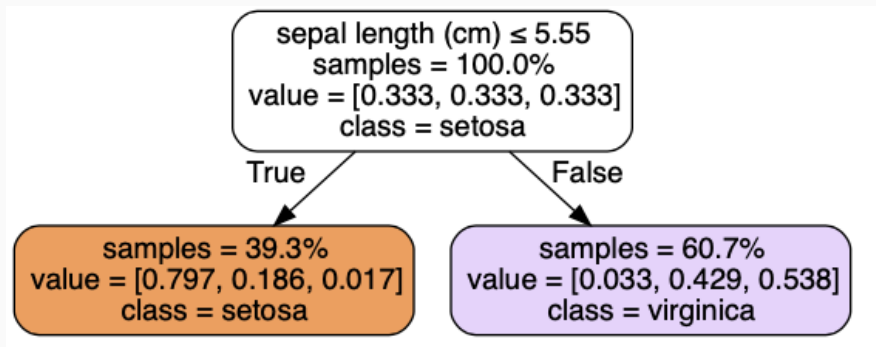 sepal length (cm) ≤ 5.55
samples = 100.0%
value = [0.333, 0.333, 0.333]
class = setosa
True
False
samples = 39.3%
value = [0.797, 0.186, 0.017]
class = setosa
samples = 60.7%
value = [0.033, 0.429, 0.538]
class = virginica